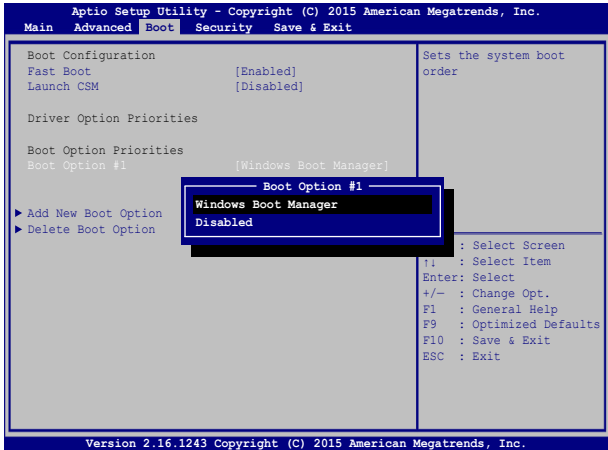 Aptio Setup Utility - Copyright (C) 2015 American Megatrends, Inc.
Main Advanced Boot Security Save & Exit
Boot Configuration
Fast Boot [Enabled]
Launch CSM [Disabled]
Driver Option Priorities
Boot Option Priorities
Boot Option #1 [Windows Boot Manager]
Boot Option #1
Windows Boot Manager
Disabled
▶ Add New Boot Option
▶ Delete Boot Option
Sets the system boot
order
: Select Screen
↑↓ : Select Item
Enter: Select
+/— : Change Opt.
F1 : General Help
F9 : Optimized Defaults
F10 : Save & Exit
ESC : Exit
Version 2.16.1243 Copyright (C) 2015 American Megatrends, Inc.